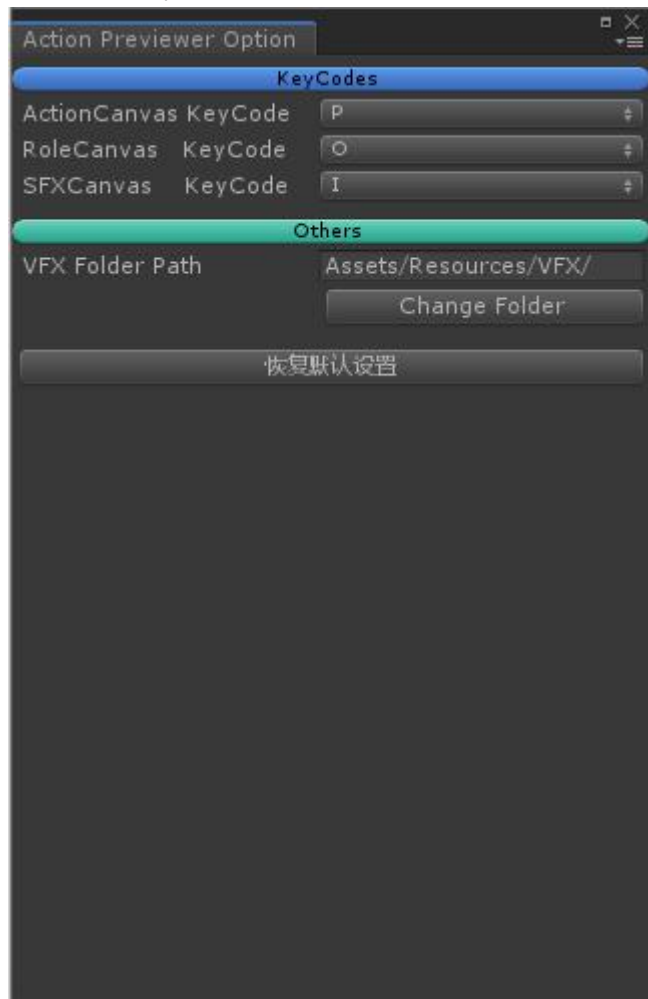 Action Previewer Option
KeyCodes
ActionCanvas KeyCode P
RoleCanvas KeyCode O
SFXCanvas KeyCode I
Others
VFX Folder Path Assets/Resources/VFX/
Change Folder
恢复默认设置